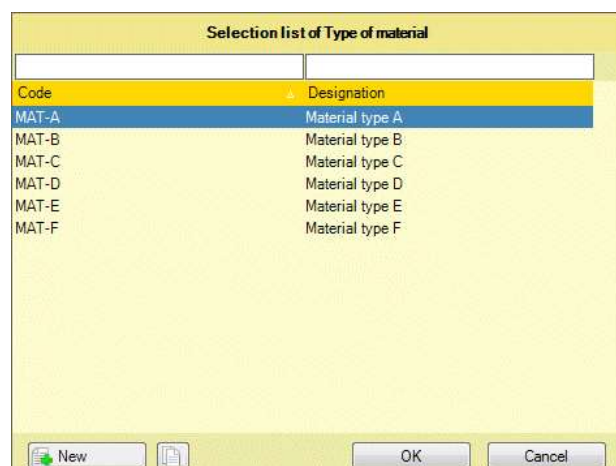 Selection list of Type of material
Code Designation
MAT-A Material type A
MAT-B Material type B
MAT-C Material type C
MAT-D Material type D
MAT-E Material type E
MAT-F Material type F
New OK Cancel